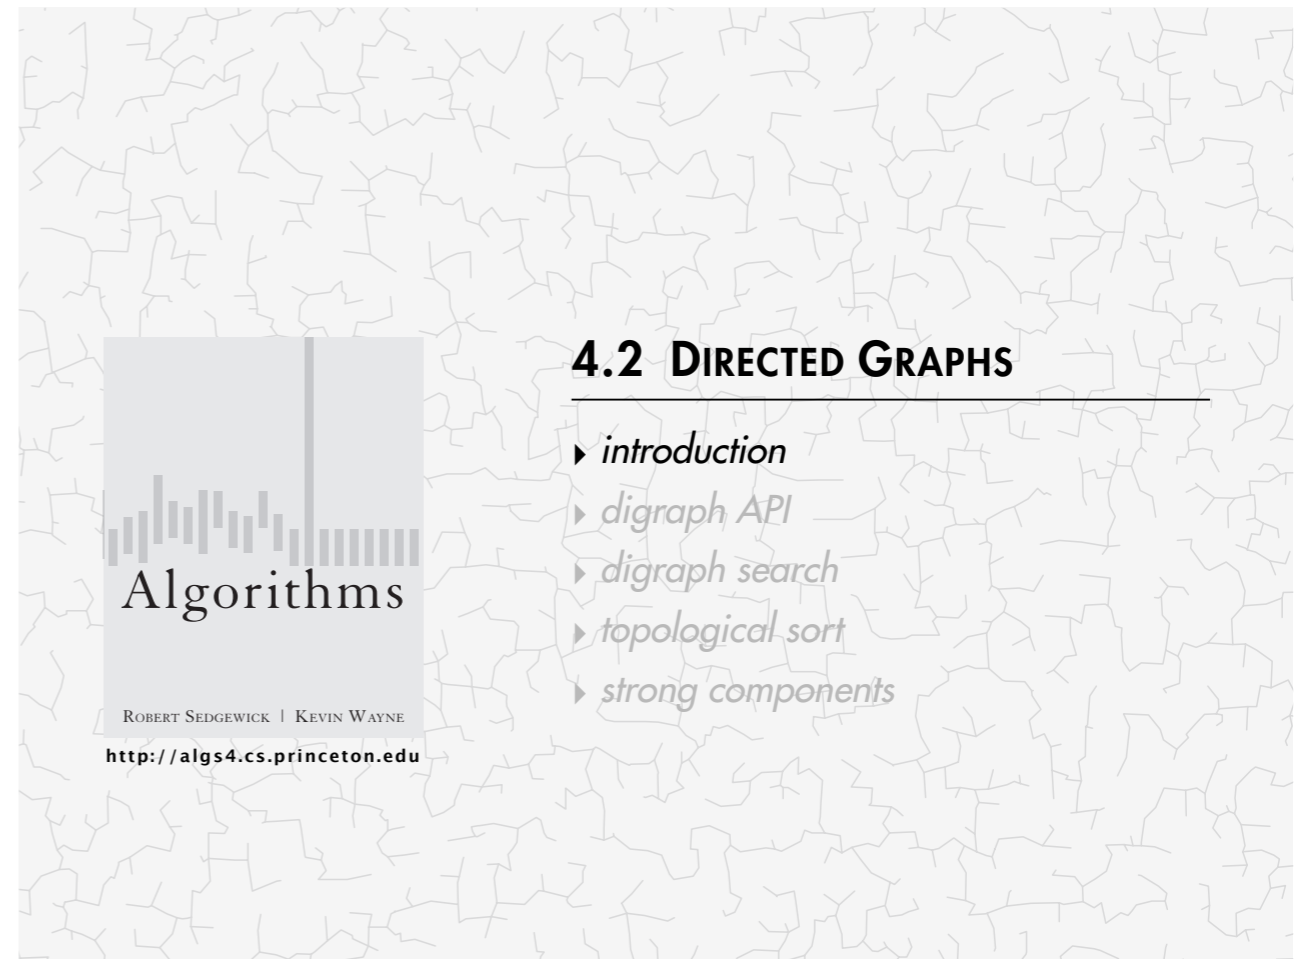 Algorithms
ROBERT SEDGEWICK | KEVIN WAYNE
http://algs4.cs.princeton.edu
4.2 DIRECTED GRAPHS
‣ introduction
‣ digraph API
‣ digraph search
‣ topological sort
‣ strong components